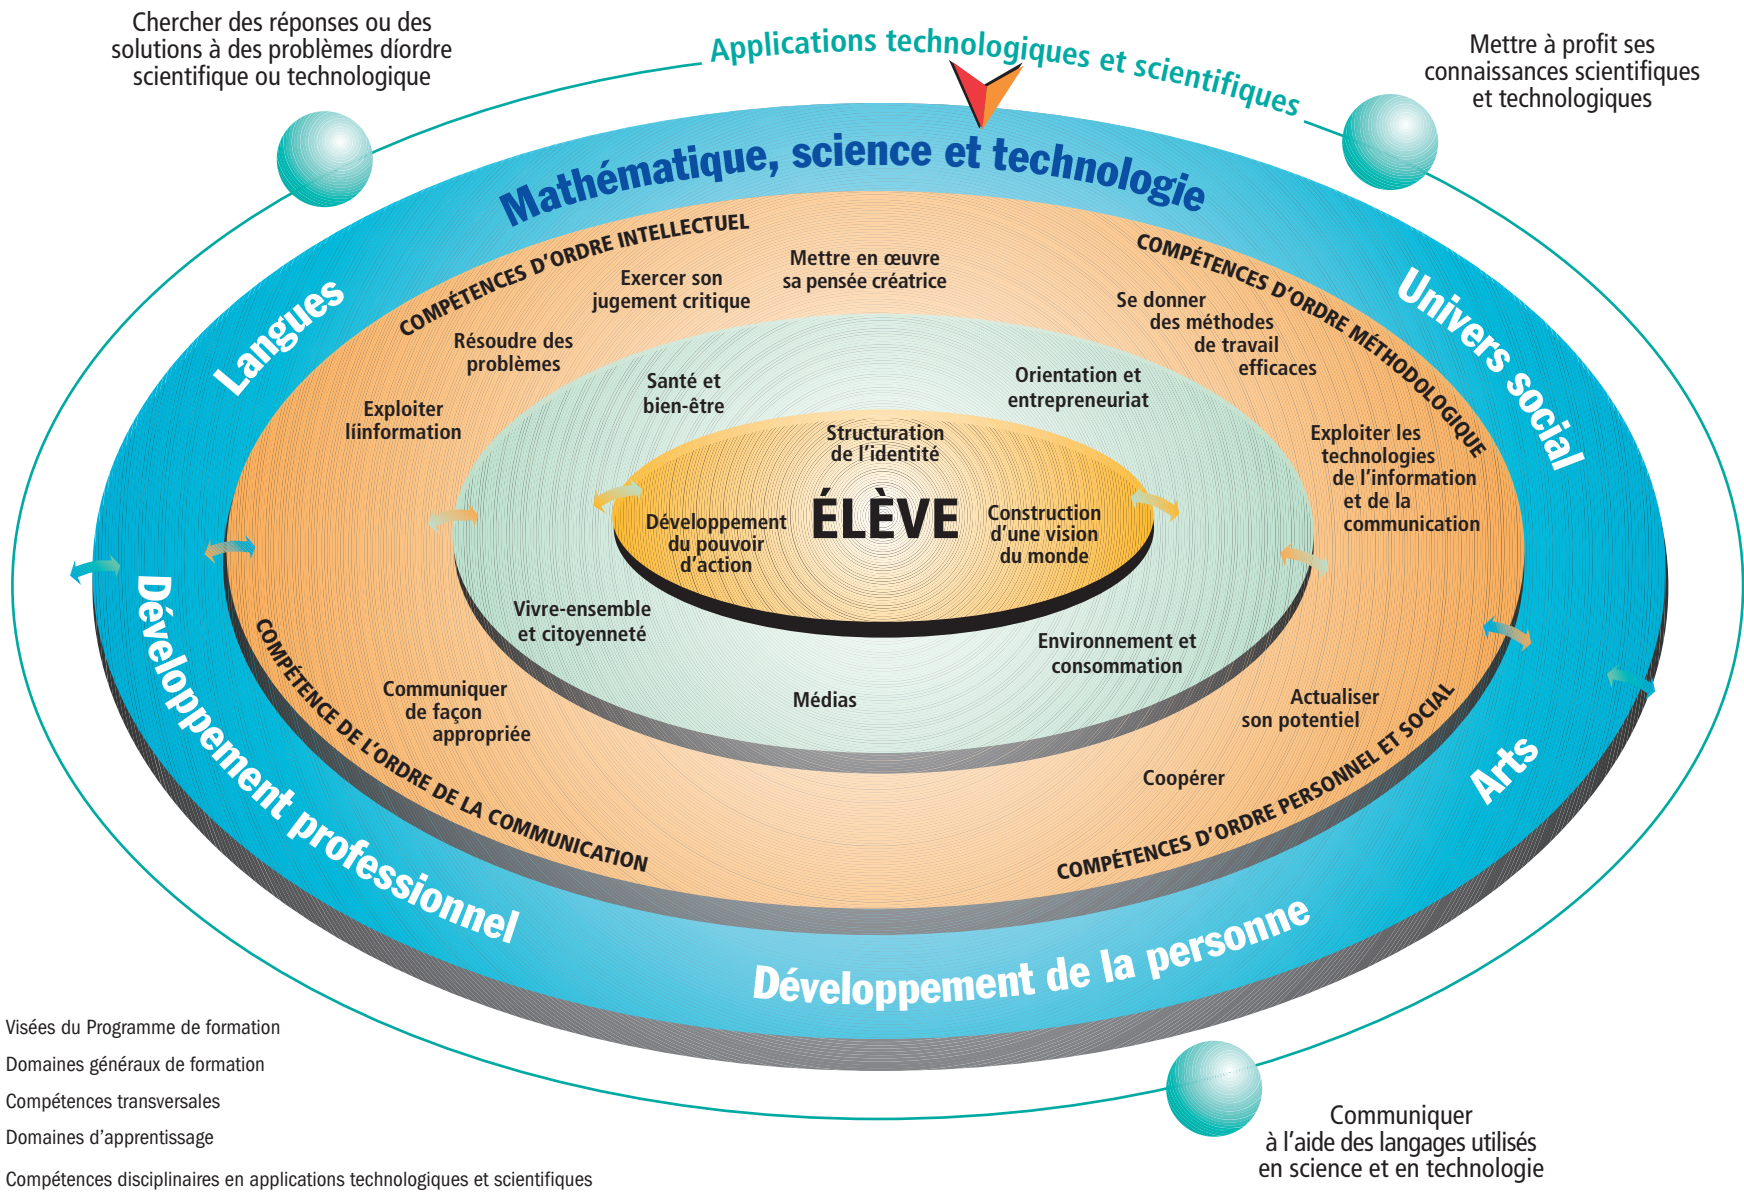 Chercher des réponses ou des
solutions à des problèmes díordre
scientifique ou technologique
Applications technologiques et scientifiques
Mettre à profit ses
connaissances scientifiques
et technologiques
Mathématique, science et technologie
Langues
Univers social
COMPÉTENCES D'ORDRE INTELLECTUEL
COMPÉTENCES D'ORDRE MÉTHODOLOGIQUE
Mettre en œuvre
sa pensée créatrice
Exercer son
jugement critique
Résoudre des
problèmes
Exploiter
líinformation
Se donner
des méthodes
de travail
efficaces
Exploiter les
technologies
de l'information
et de la
communication
Santé et
bien-être
Orientation et
entrepreneuriat
Structuration
de l'identité
ÉLÈVE
Développement
du pouvoir
d'action
Construction
d'une vision
du monde
Vivre-ensemble
et citoyenneté
Environnement et
consommation
Médias
Communiquer
de façon
appropriée
Actualiser
son potentiel
Coopérer
COMPÉTENCE DE L'ORDRE DE LA COMMUNICATION
COMPÉTENCES D'ORDRE PERSONNEL ET SOCIAL
Développement professionnel
Arts
Développement de la personne
Visées du Programme de formation
Domaines généraux de formation
Compétences transversales
Domaines d'apprentissage
Compétences disciplinaires en applications technologiques et scientifiques
Communiquer
à l'aide des langages utilisés
en science et en technologie